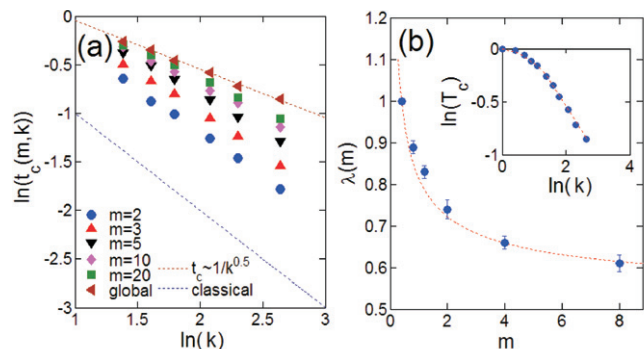 (a)
ln(t_c(m,k))
0
-0.5
-1.0
-1.5
-2
-2.5
-3
1
1.5
2
2.5
3
ln(k)
m=2
m=3
m=5
m=10
m=20
global
t_c~1/k^0.5
classical
(b)
λ(m)
1.1
1
0.9
0.8
0.7
0.6
0.5
0
2
4
6
8
m
ln(T_c)
0
-0.5
-1
0
2
4
ln(k)